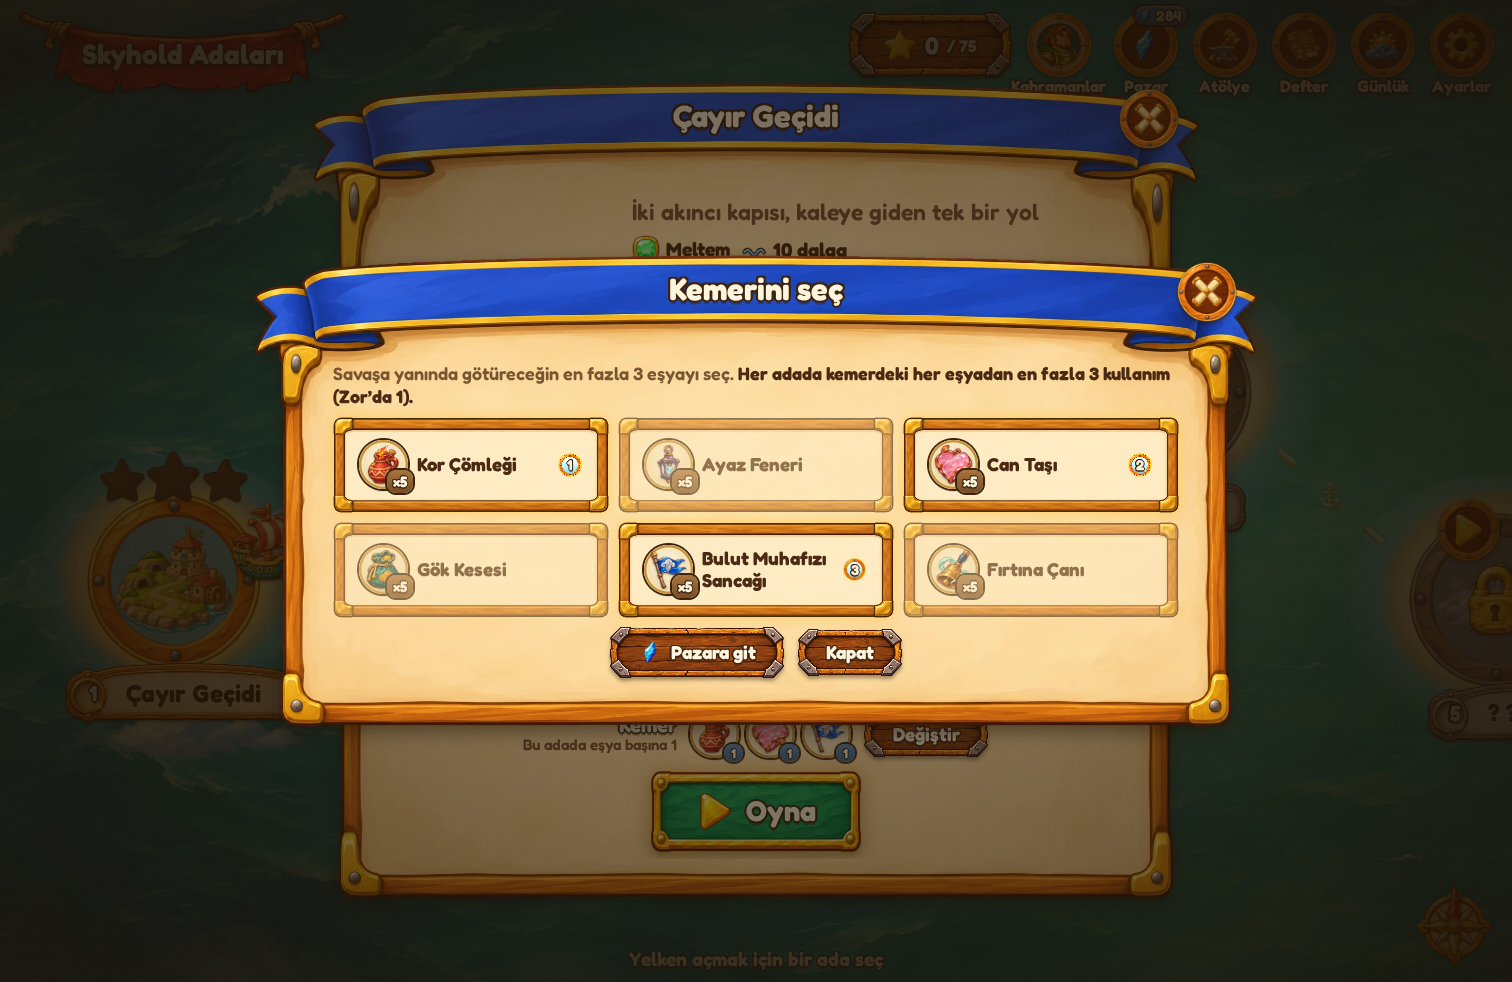 Skyhold Adaları
0 / 75
284
Kahramanlar
Pazar
Atölye
Defter
Günlük
Ayarlar
Çayır Geçidi
İki akıncı kapısı, kaleye giden tek bir yol
Meltem
10 dalga
Kemerini seç
Savaşa yanında götüreceğin en fazla 3 eşyayı seç. Her adada kemerdeki her eşyadan en fazla 3 kullanım
(Zor’da 1).
x5
Kor Çömleği
1
x5
Ayaz Feneri
x5
Can Taşı
2
x5
Gök Kesesi
x5
Bulut Muhafızı
Sancağı
3
x5
Fırtına Çanı
Pazara git
Kapat
1
Çayır Geçidi
5
? ?
Kemer
Bu adada eşya başına 1
1
1
1
Değiştir
Oyna
Yelken açmak için bir ada seç